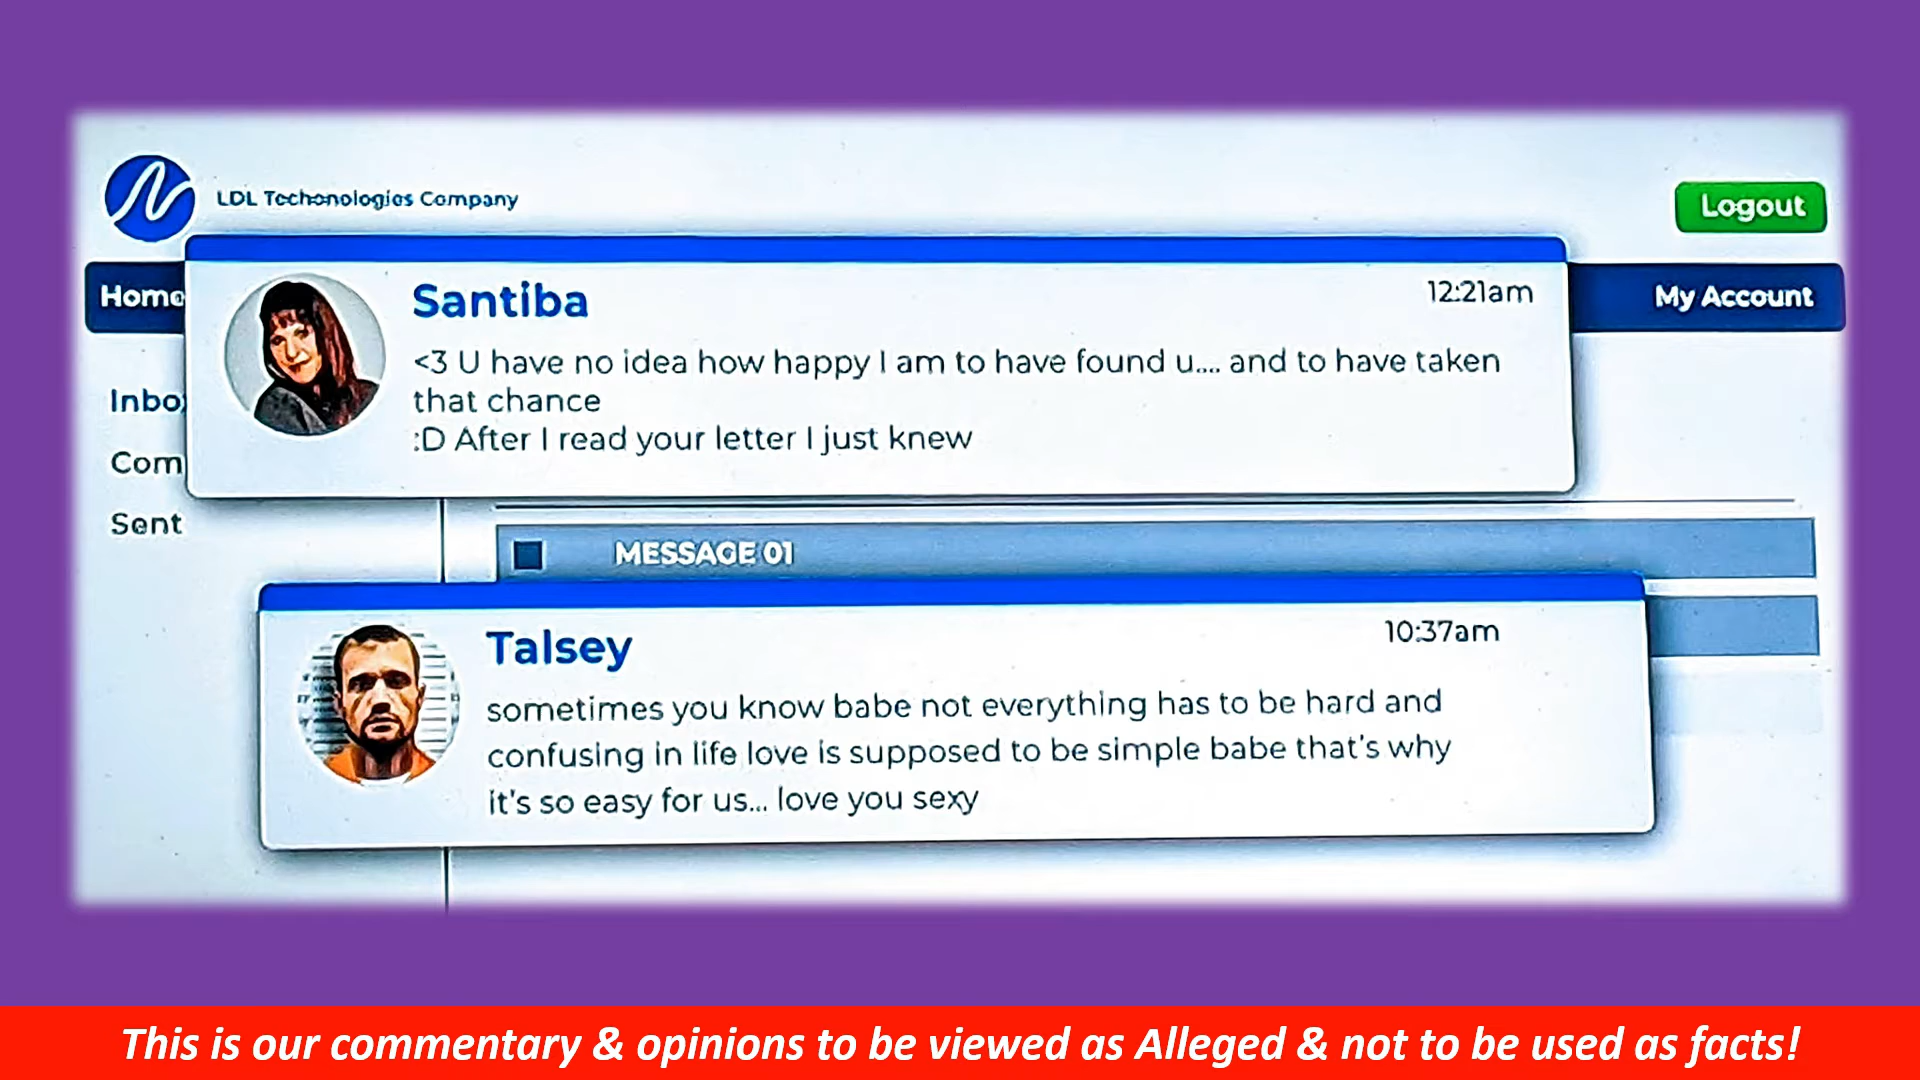 LDL Techonologies Company
Logout
Home
My Account
Santiba
12:21am
<3 U have no idea how happy I am to have found u.... and to have taken
that chance
:D After I read your letter I just knew
Inbo
Com
Sent
MESSAGE 01
Talsey
10:37am
sometimes you know babe not everything has to be hard and
confusing in life love is supposed to be simple babe that's why
it's so easy for us... love you sexy
This is our commentary & opinions to be viewed as Alleged & not to be used as facts!